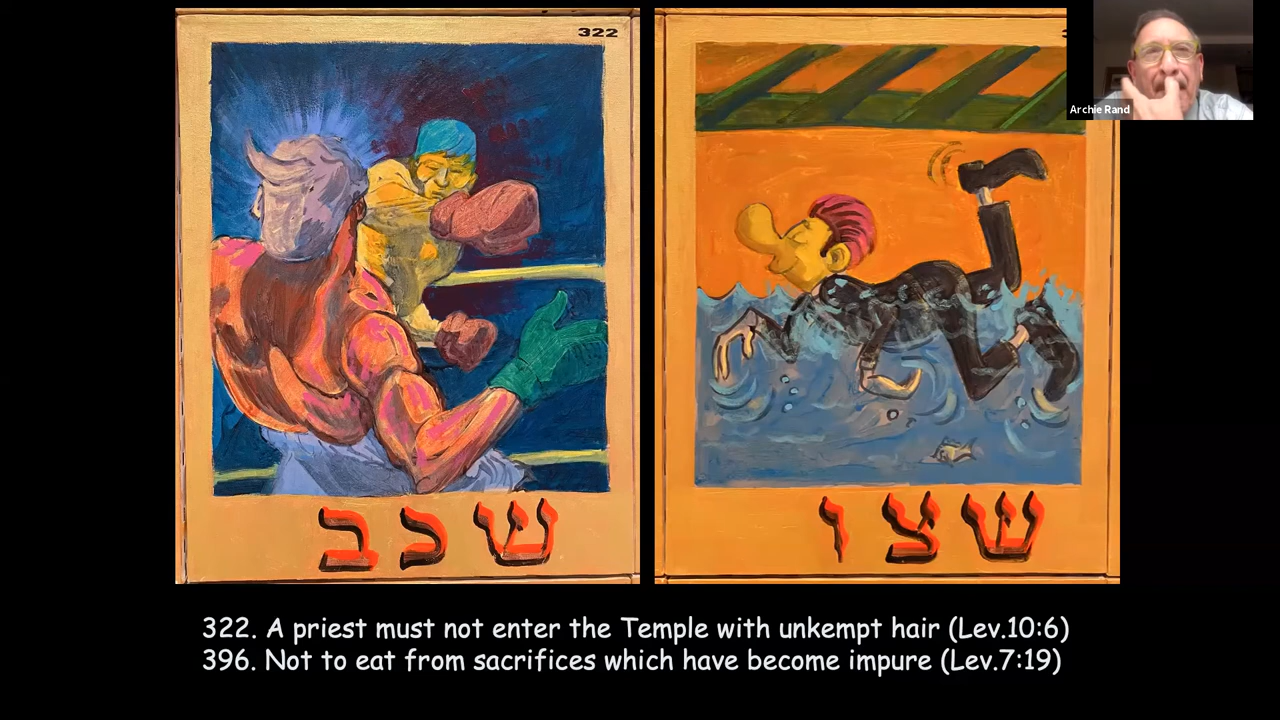 322
שכב
שצו
Archie Rand
322. A priest must not enter the Temple with unkempt hair (Lev.10:6)
396. Not to eat from sacrifices which have become impure (Lev.7:19)